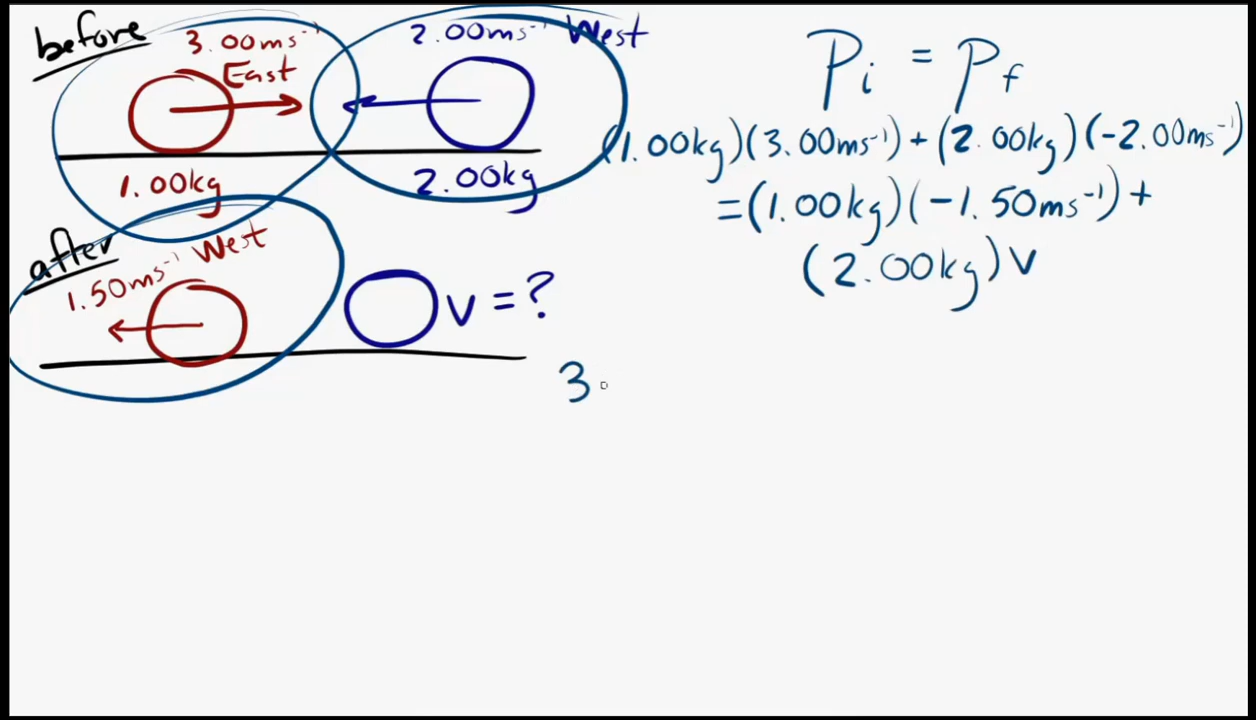 before
3.00ms⁻¹
East
2.00ms⁻¹ West
1.00kg
2.00kg
after
1.50ms⁻¹ West
v = ?
Pi = Pf
(1.00kg)(3.00ms⁻¹) + (2.00kg)(-2.00ms⁻¹)
= (1.00kg)(-1.50ms⁻¹) +
(2.00kg)v
3.